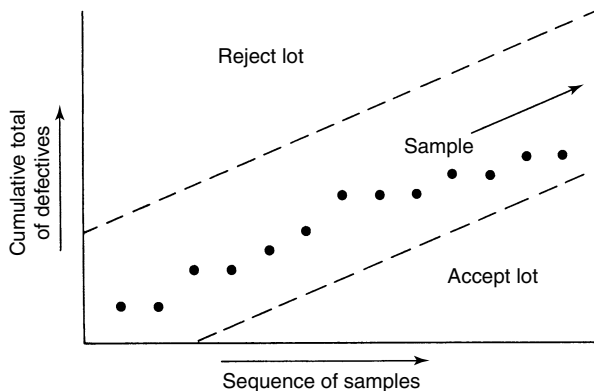 Reject lot
Cumulative total
of defectives
Sample
Accept lot
Sequence of samples